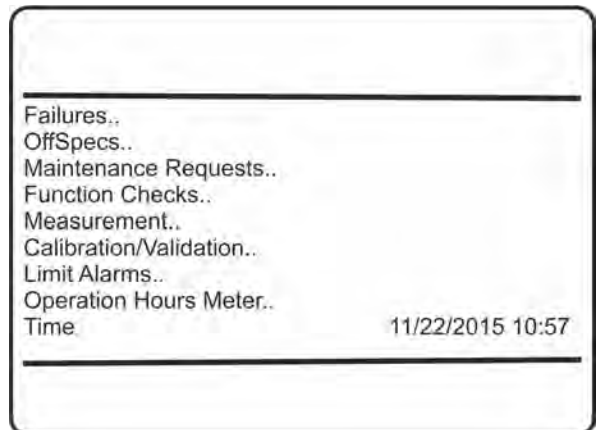 Failures..
OffSpecs..
Maintenance Requests..
Function Checks..
Measurement..
Calibration/Validation..
Limit Alarms..
Operation Hours Meter..
Time 11/22/2015 10:57